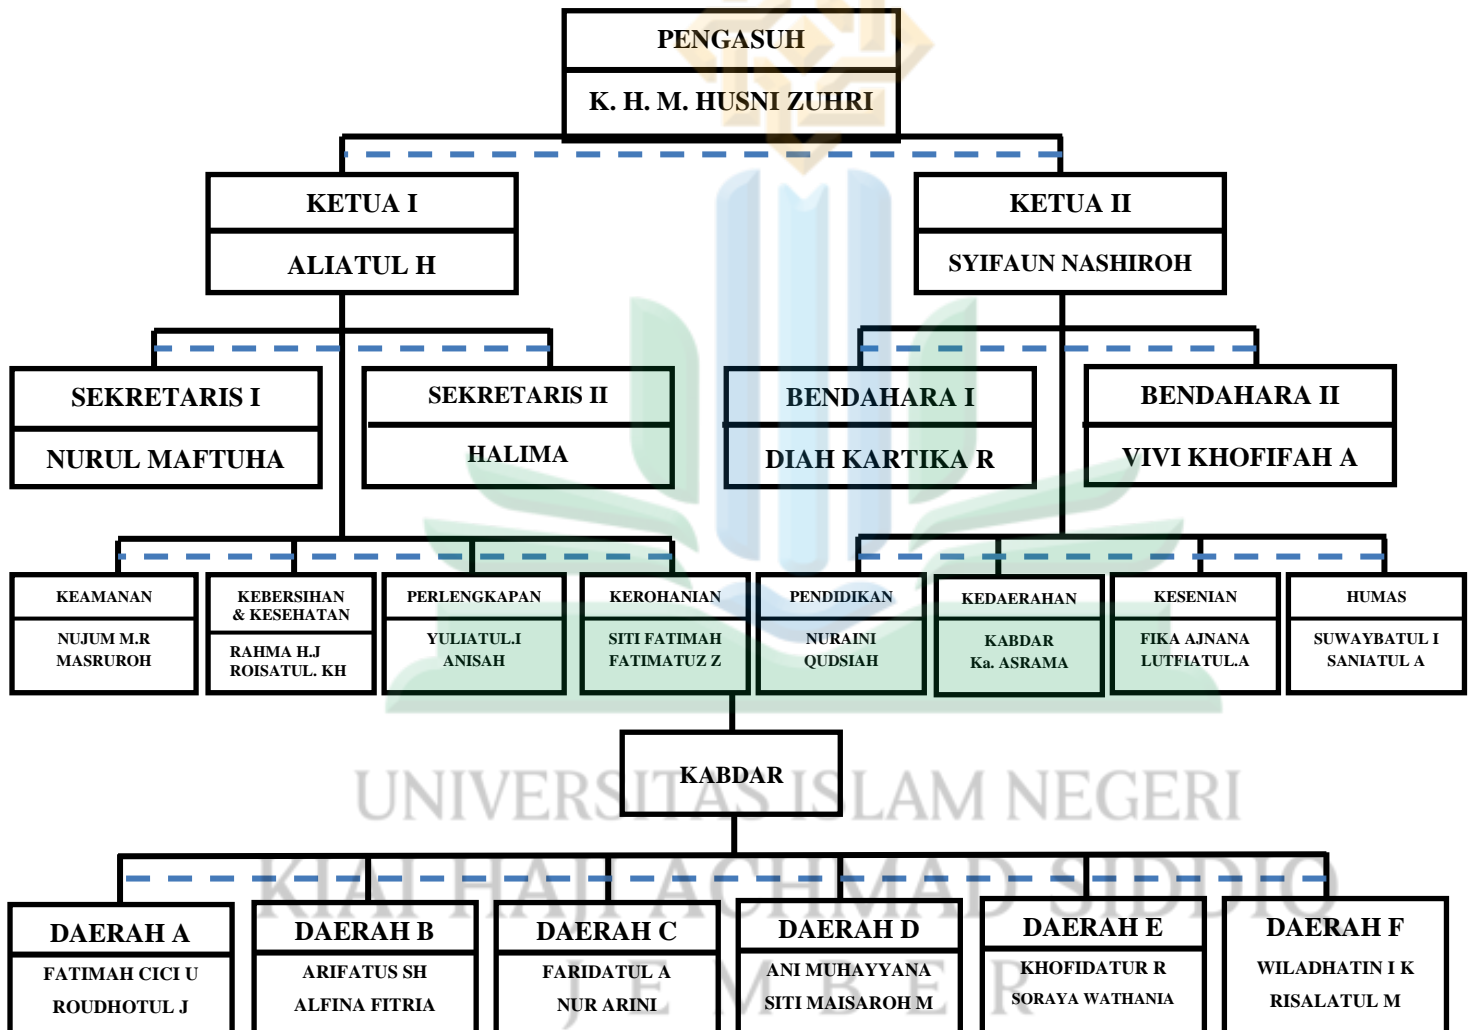 PENGASUH
K. H. M. HUSNI ZUHRI
KETUA I
ALIATUL H
KETUA II
SYIFAUN NASHIROH
SEKRETARIS I
NURUL MAFTUHA
SEKRETARIS II
HALIMA
BENDAHARA I
DIAH KARTIKA R
BENDAHARA II
VIVI KHOFIFAH A
KEAMANAN
NUJUM M.R
MASRUROH
KEBERSIHAN
& KESEHATAN
RAHMA H.J
ROISATUL. KH
PERLENGKAPAN
YULIATUL.I
ANISAH
KEROHANIAN
SITI FATIMAH
FATIMATUZ Z
PENDIDIKAN
NURAINI
QUDSIAH
KEDAERAHAN
KABDAR
Ka. ASRAMA
KESENIAN
FIKA AJNANA
LUTFIATUL.A
HUMAS
SUWAYBATUL I
SANIATUL A
KABDAR
UNIVERSITAS ISLAM NEGERI
KIAI HAJI ACHMAD SIDDIQ
JEMBER
DAERAH A
FATIMAH CICI U
ROUDHOTUL J
DAERAH B
ARIFATUS SH
ALFINA FITRIA
DAERAH C
FARIDATUL A
NUR ARINI
DAERAH D
ANI MUHAYYANA
SITI MAISAROH M
DAERAH E
KHOFIDATUR R
SORAYA WATHANIA
DAERAH F
WILADHATIN I K
RISALATUL M